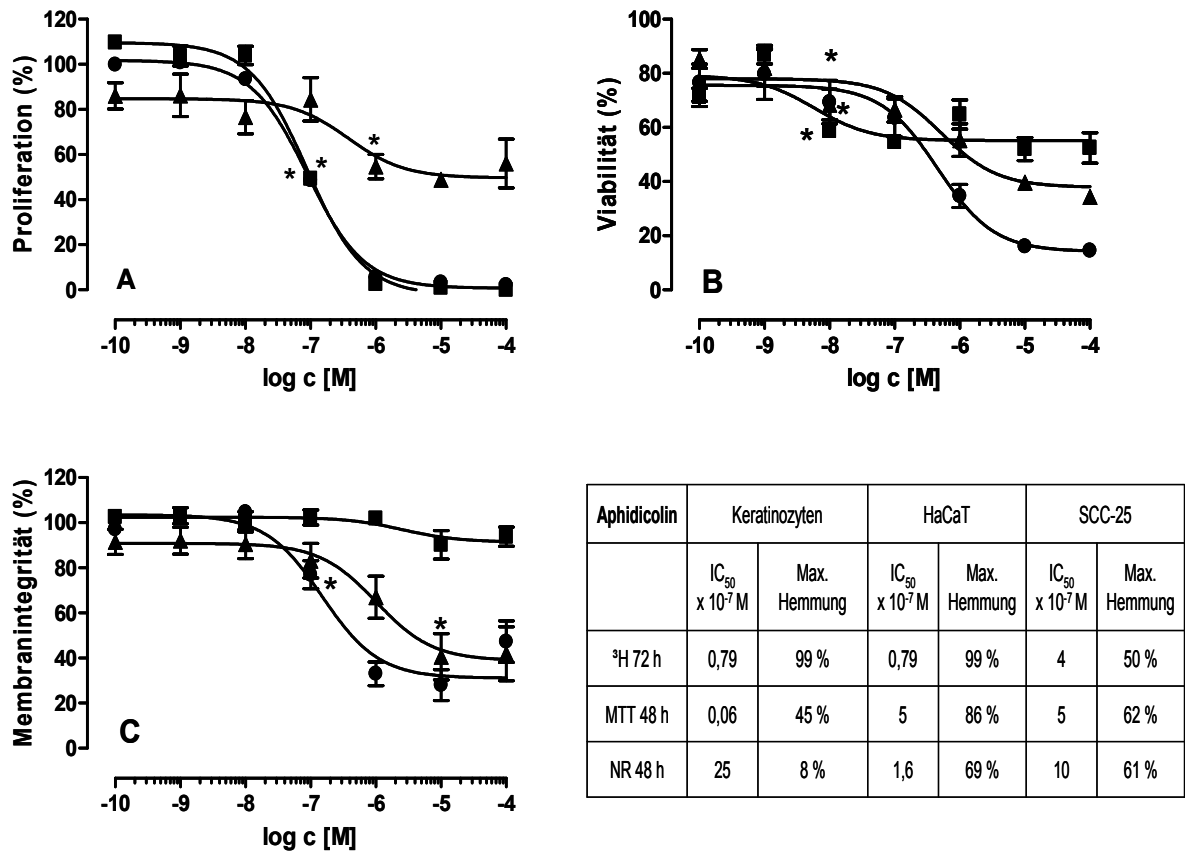 120
100
80
60
40
20
0
Proliferation (%)
A
* * *
-10 -9 -8 -7 -6 -5 -4
log c [M]
100
80
60
40
20
0
Viabilität (%)
B
* * *
-10 -9 -8 -7 -6 -5 -4
log c [M]
120
100
80
60
40
20
0
Membranintegrität (%)
C
* *
-10 -9 -8 -7 -6 -5 -4
log c [M]
Aphidicolin Keratinozyten HaCaT SCC-25
IC50 Max. IC50 Max. IC50 Max.
x 10-7 M Hemmung x 10-7 M Hemmung x 10-7 M Hemmung
³H 72 h 0,79 99 % 0,79 99 % 4 50 %
MTT 48 h 0,06 45 % 5 86 % 5 62 %
NR 48 h 25 8 % 1,6 69 % 10 61 %